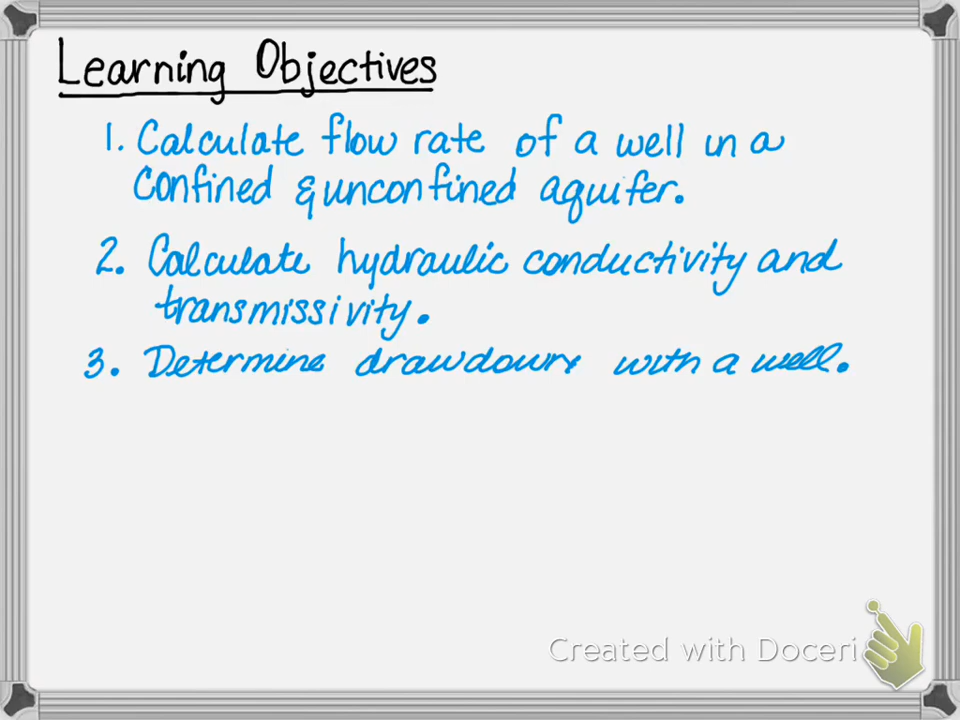 Learning Objectives
1. Calculate flow rate of a well in a
confined & unconfined aquifer.
2. Calculate hydraulic conductivity and
transmissivity.
3. Determine drawdown with a well.
Created with Doceri